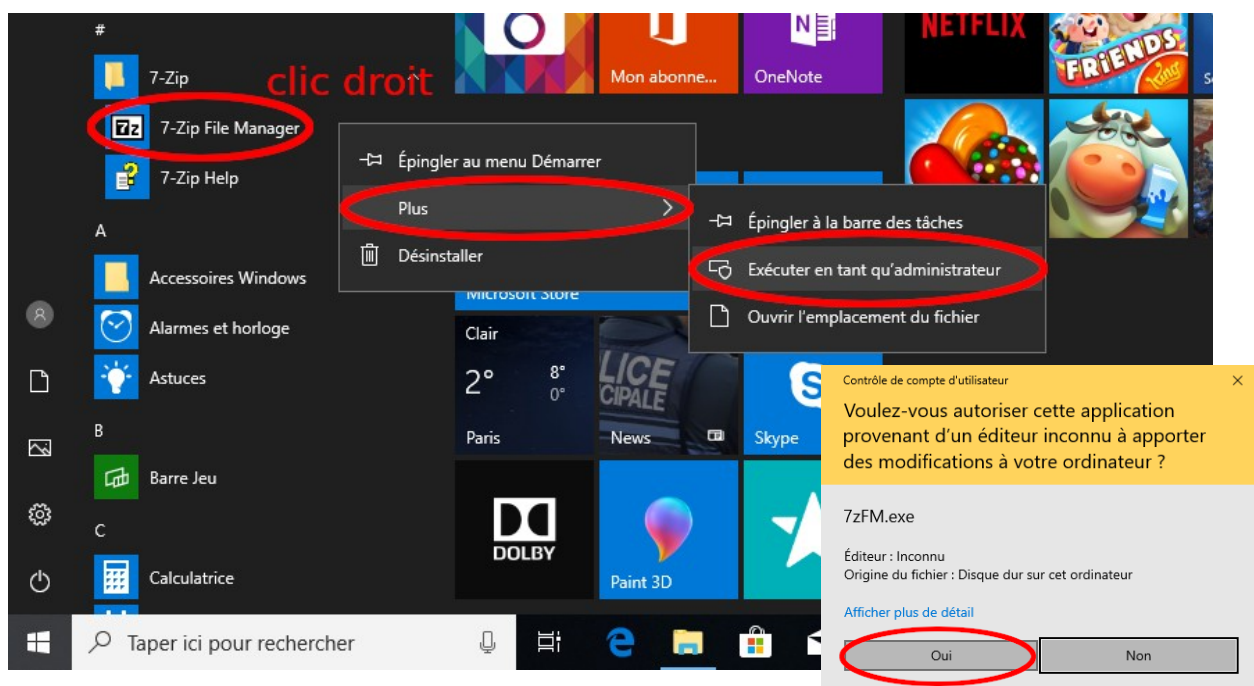 #
7-Zip
clic droit
7-Zip File Manager
7-Zip Help
A
Accessoires Windows
Alarmes et horloge
Astuces
B
Barre Jeu
C
Calculatrice
Taper ici pour rechercher
Épingler au menu Démarrer
Plus
Désinstaller
Épingler à la barre des tâches
Exécuter en tant qu'administrateur
Ouvrir l'emplacement du fichier
Mon abonne...
N
OneNote
NETFLIX
FRIENDS
King
Microsoft Store
Clair
2° 8°
0°
Paris
LICE
CIPALE
News
S
Skype
DOLBY
Paint 3D
Contrôle de compte d'utilisateur
Voulez-vous autoriser cette application
provenant d'un éditeur inconnu à apporter
des modifications à votre ordinateur ?
7zFM.exe
Éditeur : Inconnu
Origine du fichier : Disque dur sur cet ordinateur
Afficher plus de détail
Oui Non